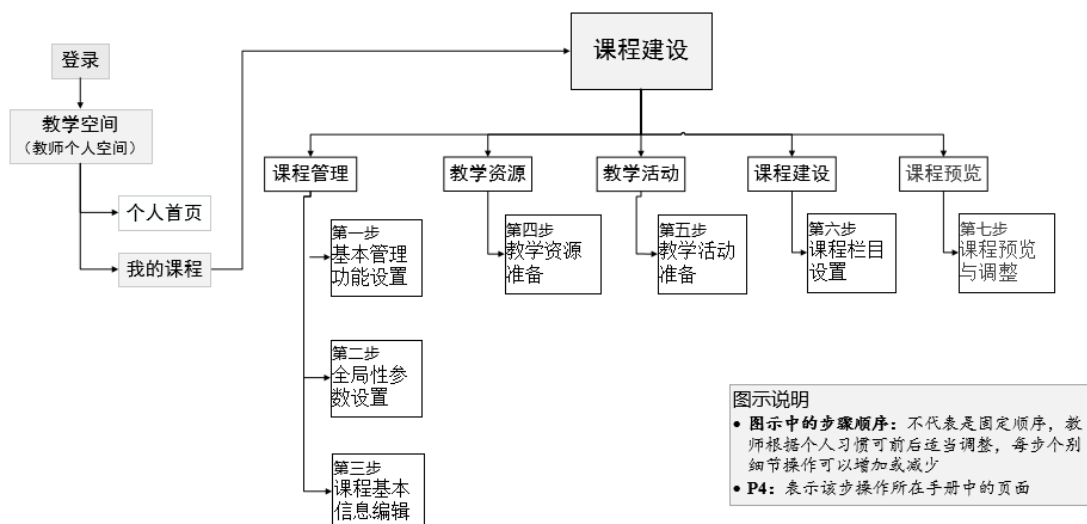 课程建设
登录
教学空间
（教师个人空间）
个人首页
我的课程
课程管理
教学资源
教学活动
课程建设
课程预览
第一步
基本管理
功能设置
第四步
教学资源
准备
第五步
教学活动
准备
第六步
课程栏目
设置
第七步
课程预览
与调整
第二步
全局性参
数设置
第三步
课程基本
信息编辑
图示说明
• 图示中的步骤顺序：不代表是固定顺序，教
师根据个人习惯可前后适当调整，每步个别
细节操作可以增加或减少
• P4：表示该步操作所在手册中的页面